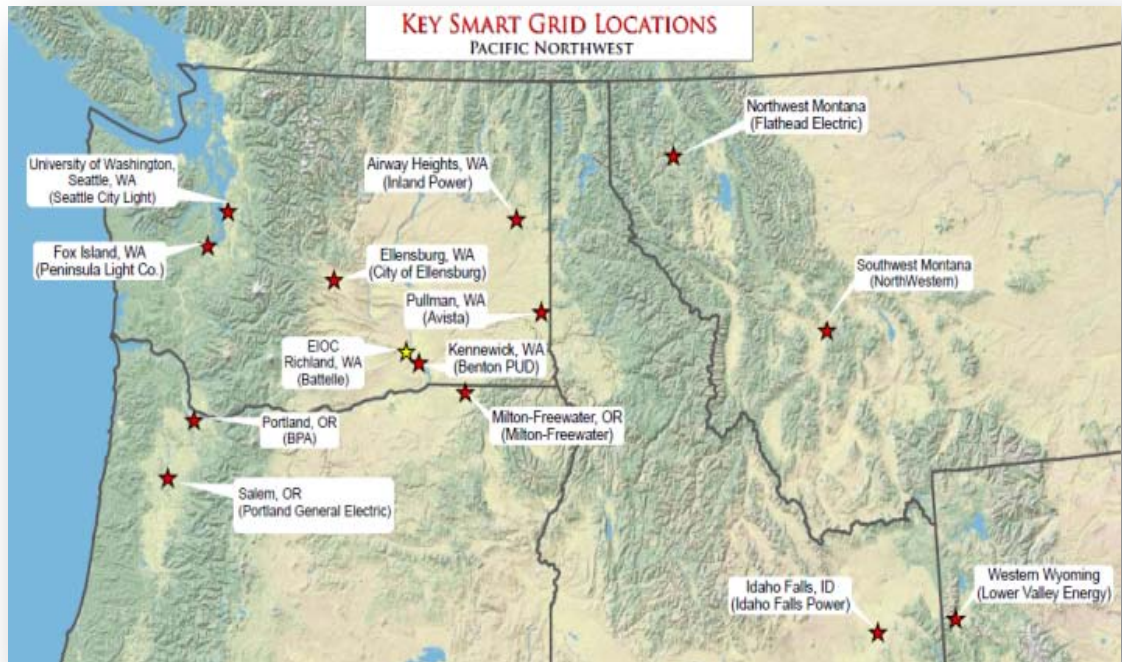 KEY SMART GRID LOCATIONS
PACIFIC NORTHWEST
Northwest Montana
(Flathead Electric)
University of Washington,
Seattle, WA
(Seattle City Light)
Airway Heights, WA
(Inland Power)
Fox Island, WA
(Peninsula Light Co.)
Ellensburg, WA
(City of Ellensburg)
Southwest Montana
(NorthWestern)
Pullman, WA
(Avista)
EIOC
Richland, WA
(Battelle)
Kennewick, WA
(Benton PUD)
Portland, OR
(BPA)
Milton-Freewater, OR
(Milton-Freewater)
Salem, OR
(Portland General Electric)
Idaho Falls, ID
(Idaho Falls Power)
Western Wyoming
(Lower Valley Energy)